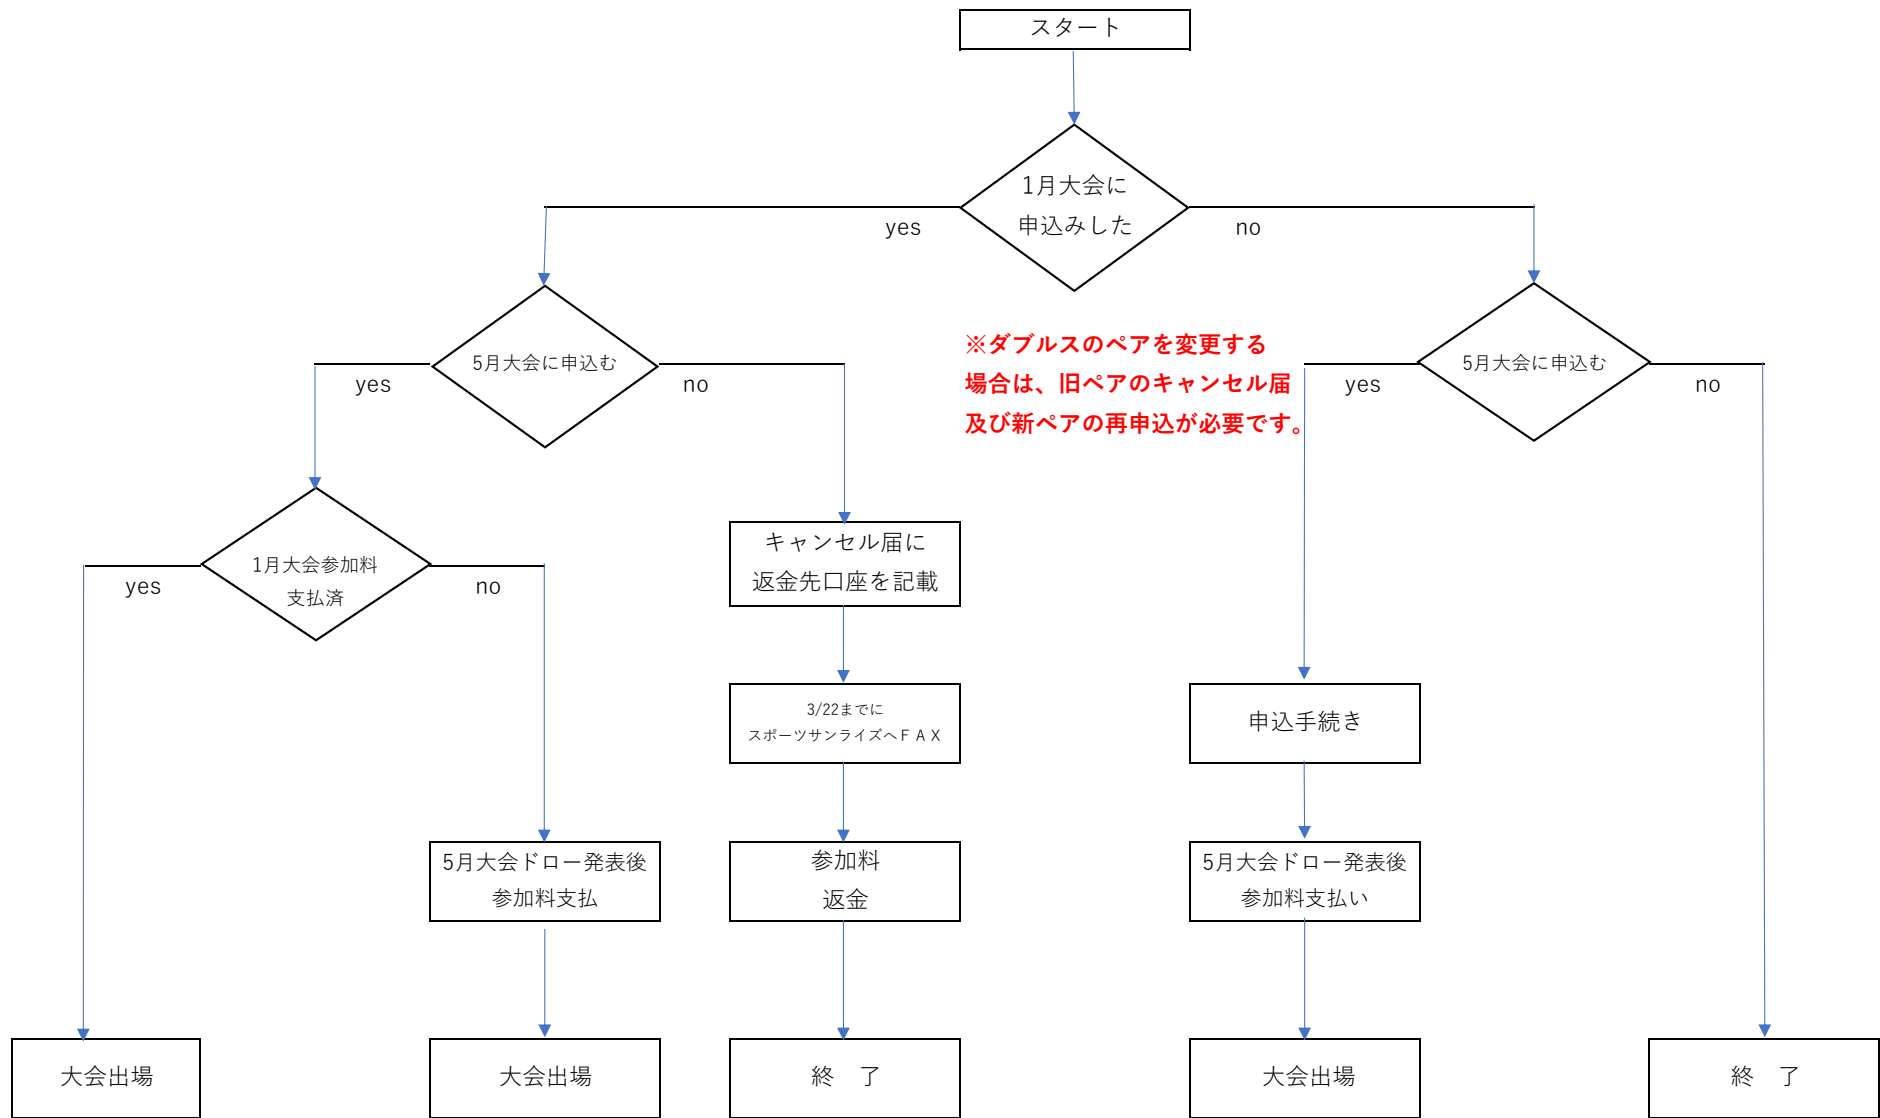 スタート
1月大会に
申込みした
yes
no
5月大会に申込む
yes
no
※ダブルスのペアを変更する
場合は、旧ペアのキャンセル届
及び新ペアの再申込が必要です。
5月大会に申込む
yes
no
1月大会参加料
支払済
yes
no
キャンセル届に
返金先口座を記載
3/22までに
スポーツサンライズへＦＡＸ
申込手続き
5月大会ドロー発表後
参加料支払
参加料
返金
5月大会ドロー発表後
参加料支払い
大会出場
大会出場
終　了
大会出場
終　了